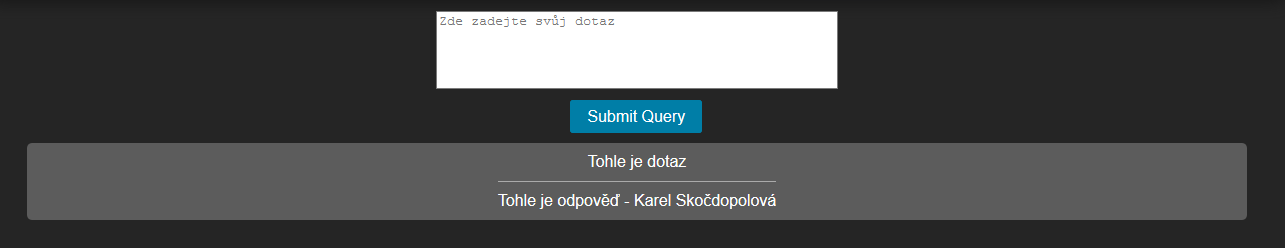 Zde zadejte svůj dotaz
Submit Query
Tohle je dotaz
Tohle je odpověď - Karel Skočdopolová